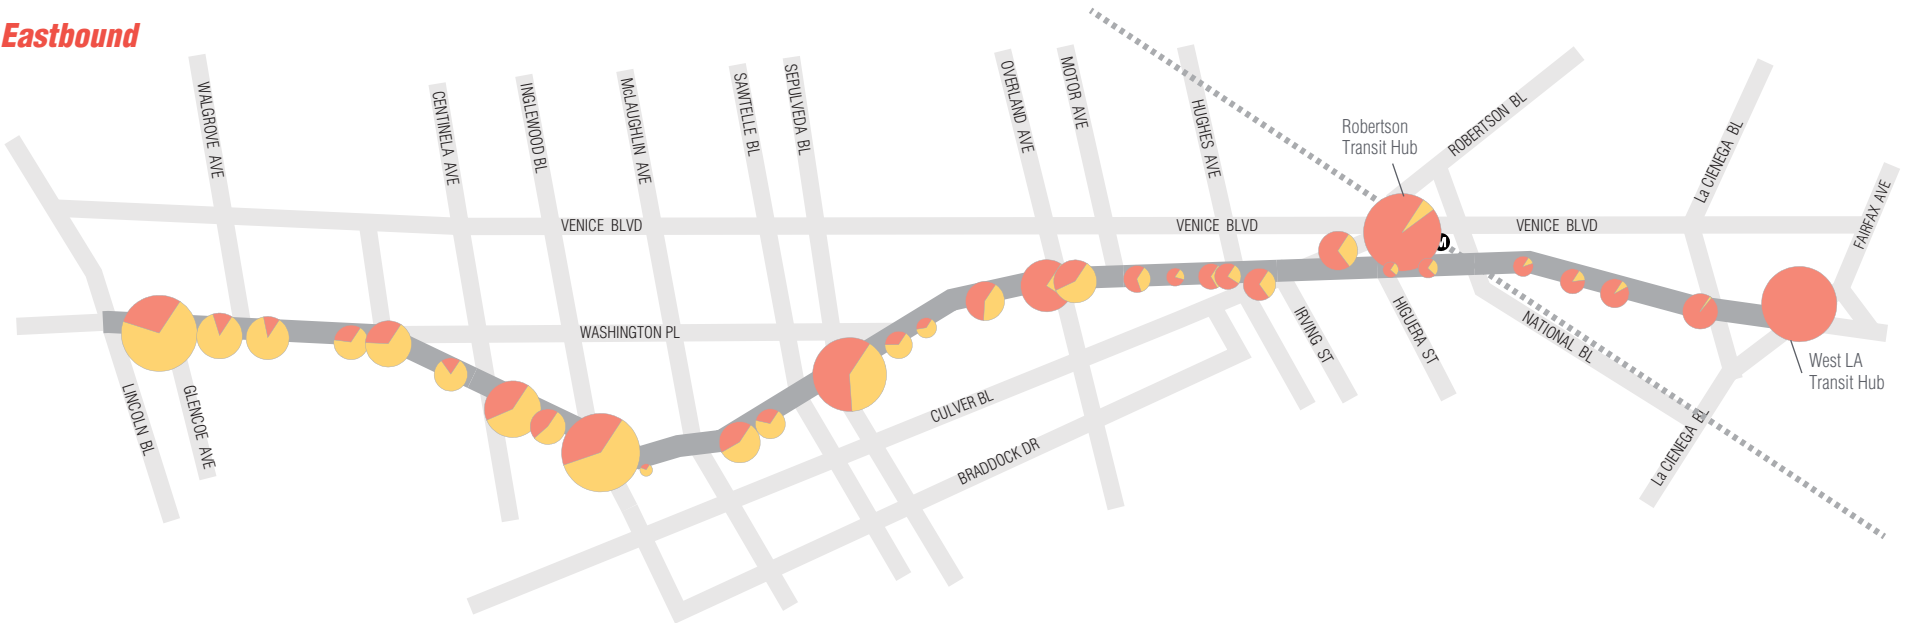 Eastbound
WALGROVE AVE
CENTINELA AVE
INGLEWOOD BL
McLAUGHLIN AVE
SAWTELLE BL
SEPULVEDA BL
OVERLAND AVE
MOTOR AVE
HUGHES AVE
Robertson
Transit Hub
ROBERTSON BL
La CIENEGA BL
FAIRFAX AVE
VENICE BLVD
VENICE BLVD
VENICE BLVD
M
WASHINGTON PL
LINCOLN BL
GLENCOE AVE
CULVER BL
BRADDOCK DR
IRVING ST
HIGUERA ST
NATIONAL BL
West LA
Transit Hub
La CIENEGA BL